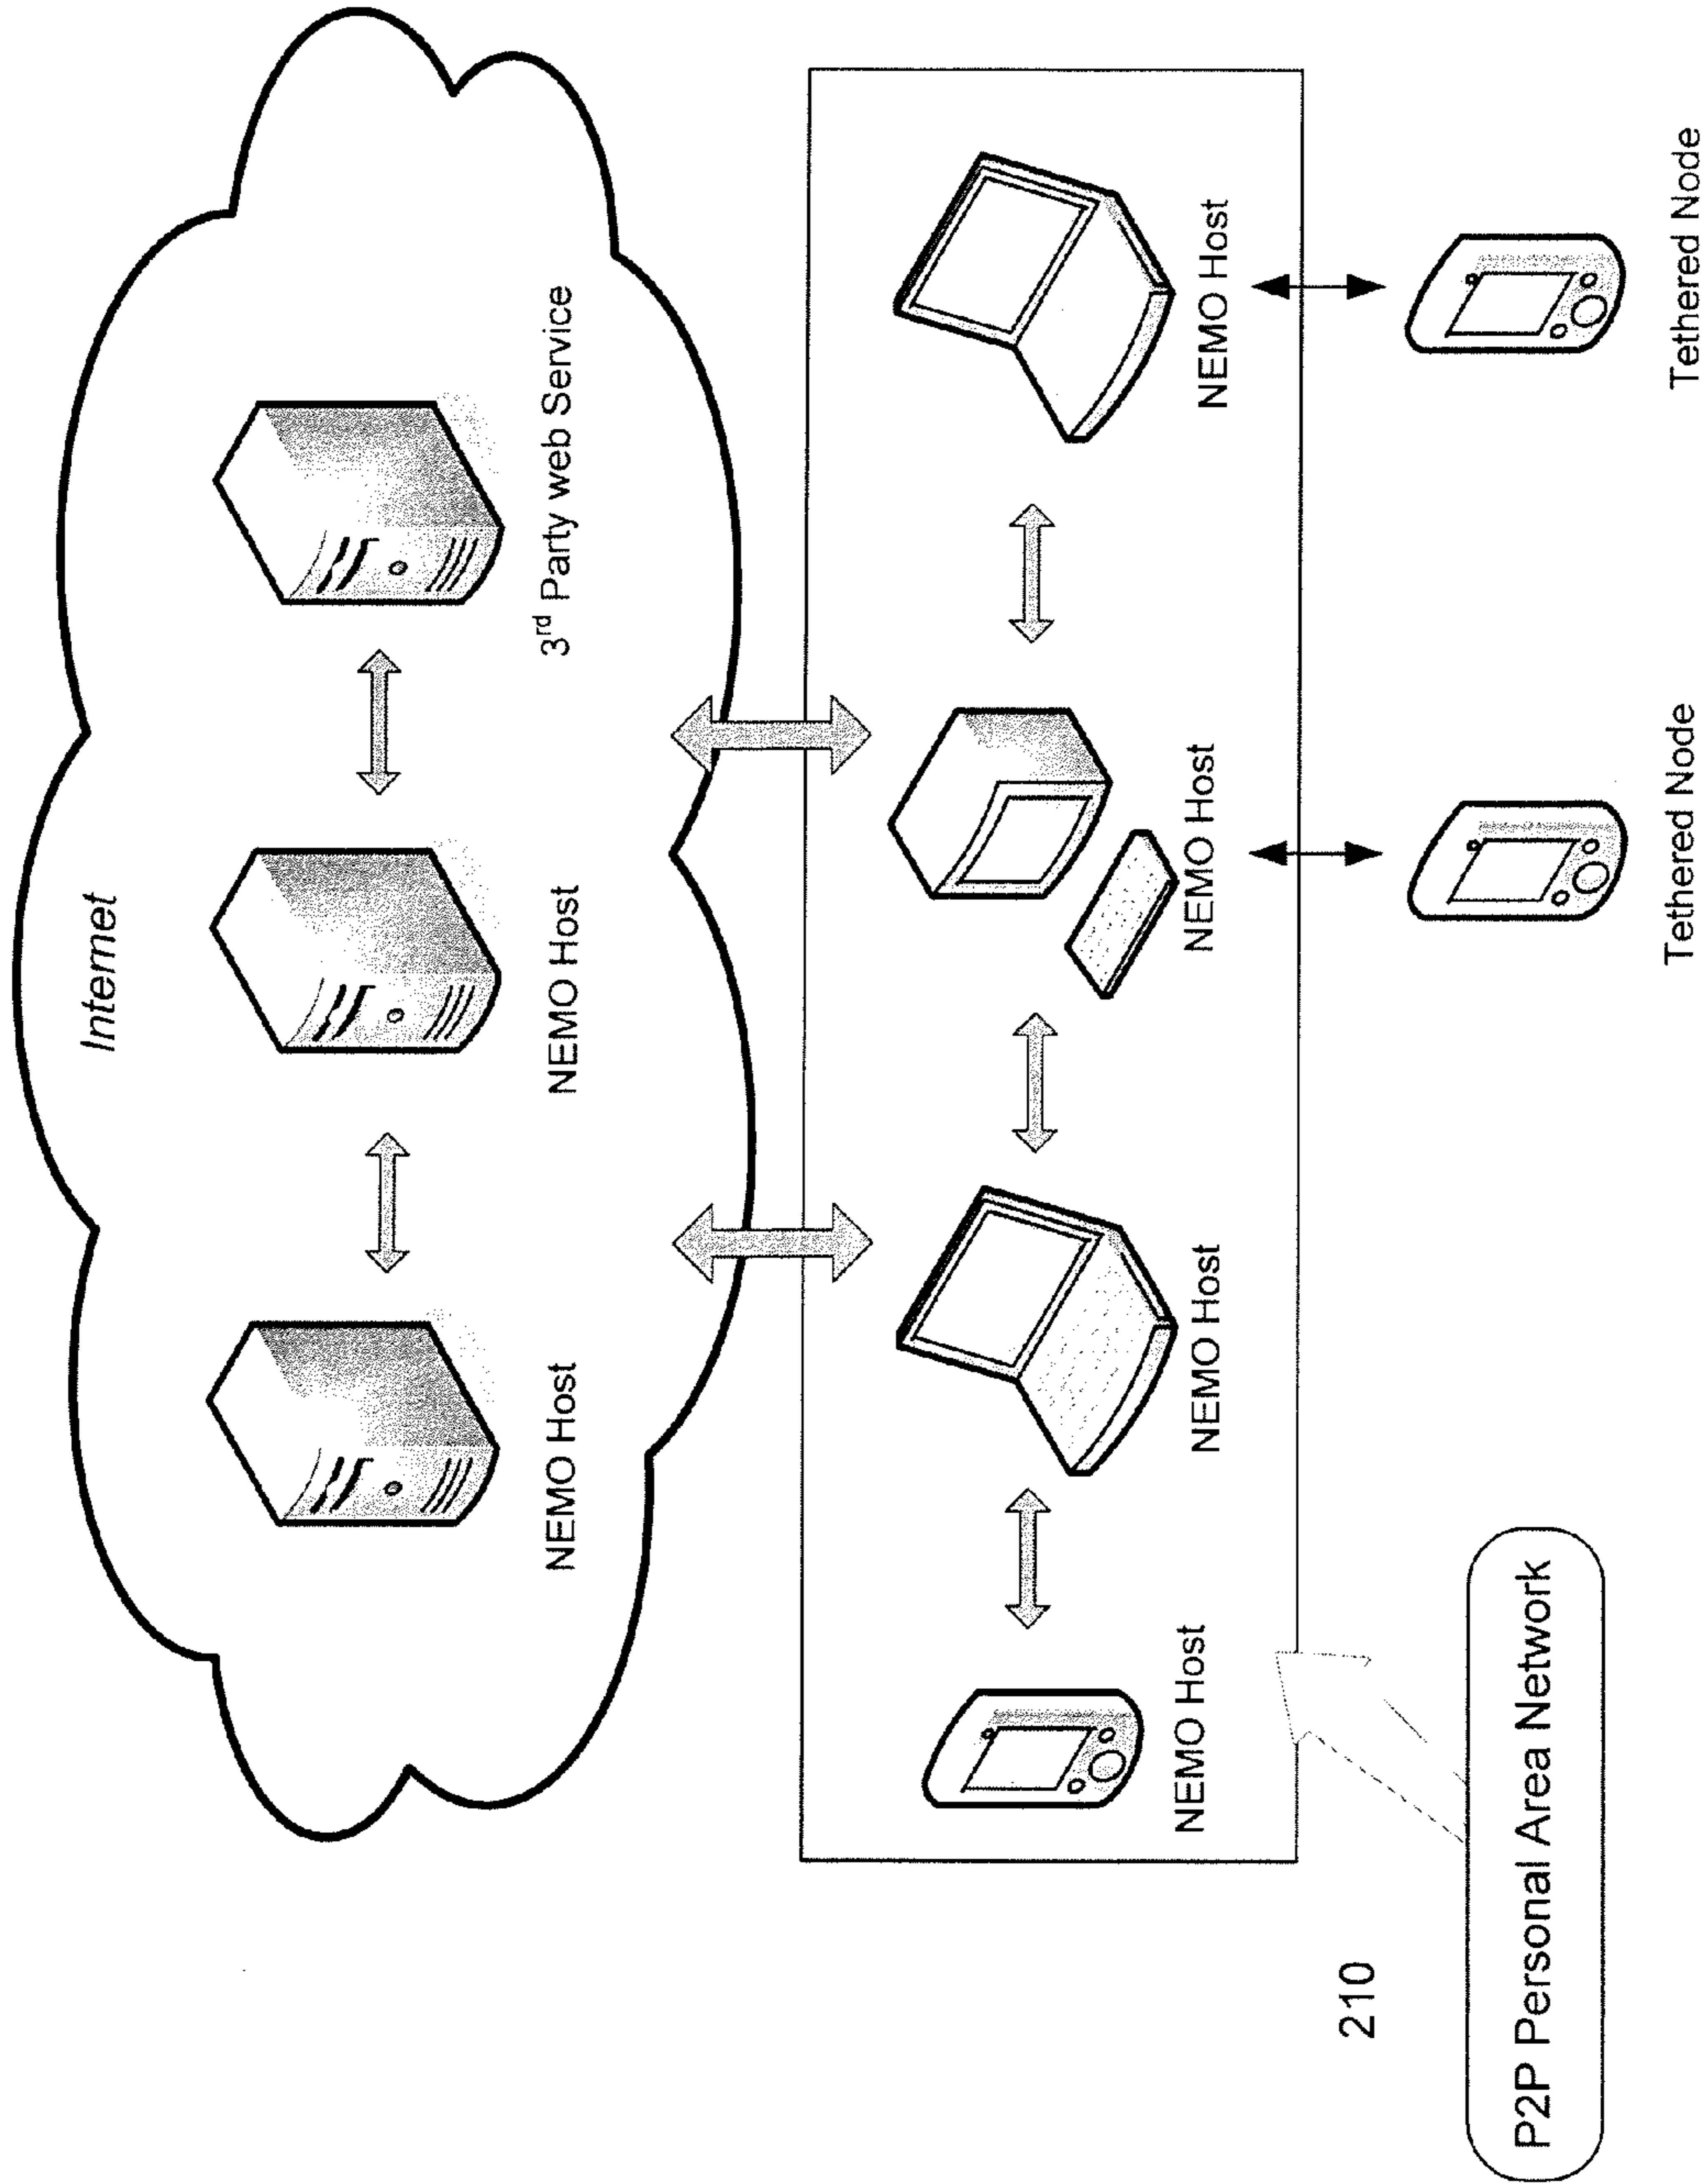 Internet
NEMO Host
NEMO Host
3rd Party web Service
NEMO Host
NEMO Host
NEMO Host
NEMO Host
210
P2P Personal Area Network
Tethered Node
Tethered Node